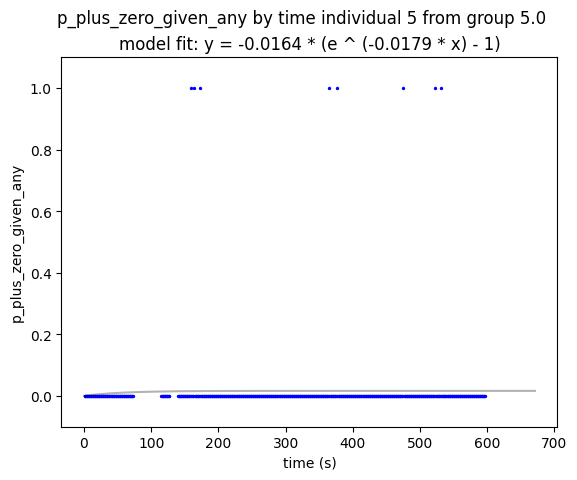 p_plus_zero_given_any by time individual 5 from group 5.0
model fit: y = -0.0164 * (e ^ (-0.0179 * x) - 1)
1.0
0.8
0.6
0.4
0.2
0.0
p_plus_zero_given_any
0 100 200 300 400 500 600 700
time (s)